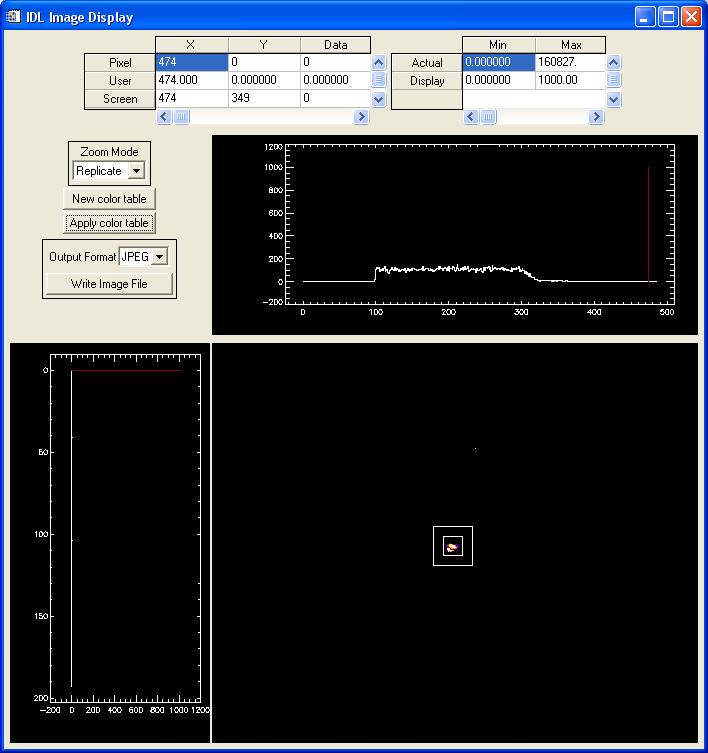 IDL Image Display
X Y Data
Pixel 474 0 0
User 474.000 0.000000 0.000000
Screen 474 349 0
Min Max
Actual 0.000000 160827.
Display 0.000000 1000.00
Zoom Mode
Replicate
New color table
Apply color table
Output Format JPEG
Write Image File
1200
1000
800
600
400
200
0
-200
0 100 200 300 400 500
0
50
100
150
200
-200 0 200 400 600 800 1000 1200